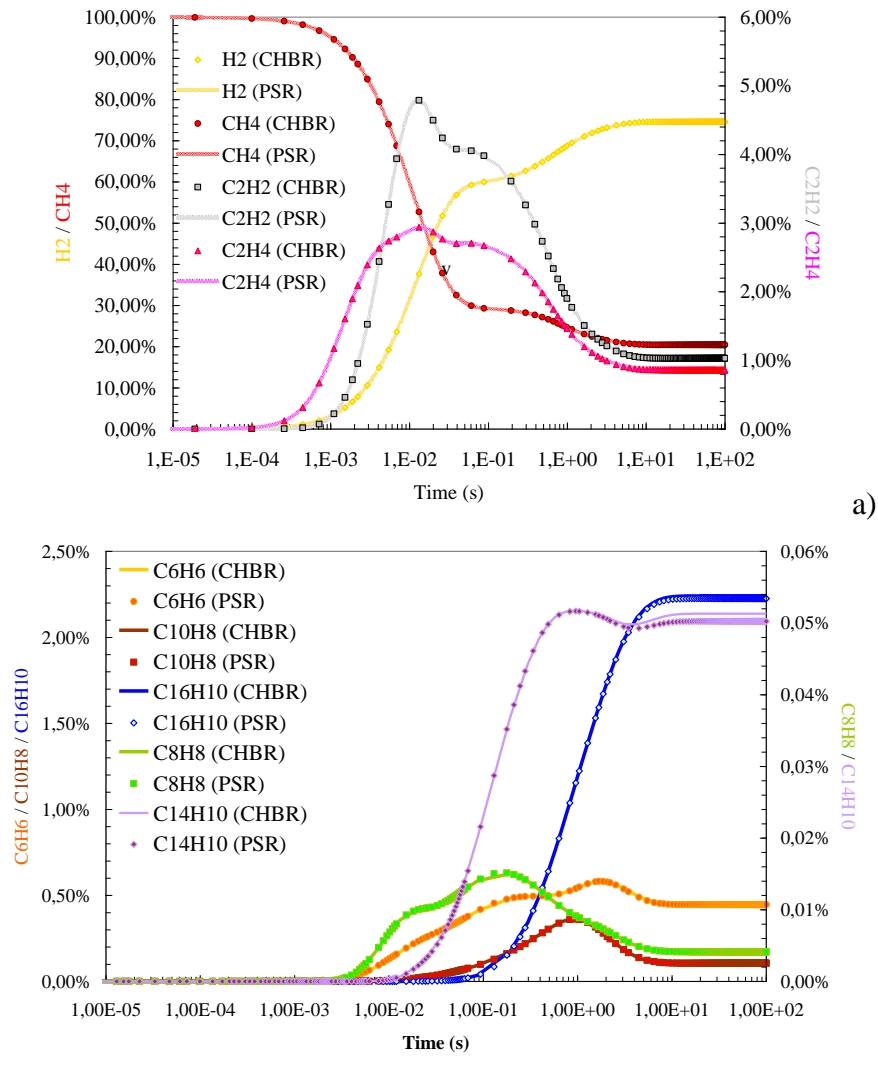 100,00%
90,00%
80,00%
70,00%
60,00%
50,00%
40,00%
30,00%
20,00%
10,00%
0,00%
H2 / CH4
H2 (CHBR)
H2 (PSR)
CH4 (CHBR)
CH4 (PSR)
C2H2 (CHBR)
C2H2 (PSR)
C2H4 (CHBR)
C2H4 (PSR)
v
6,00%
5,00%
4,00%
3,00%
2,00%
1,00%
0,00%
C2H2 / C2H4
1,E-05 1,E-04 1,E-03 1,E-02 1,E-01 1,E+00 1,E+01 1,E+02
Time (s)
a)
2,50%
2,00%
1,50%
1,00%
0,50%
0,00%
C6H6 / C10H8 / C16H10
C6H6 (CHBR)
C6H6 (PSR)
C10H8 (CHBR)
C10H8 (PSR)
C16H10 (CHBR)
C16H10 (PSR)
C8H8 (CHBR)
C8H8 (PSR)
C14H10 (CHBR)
C14H10 (PSR)
0,06%
0,05%
0,04%
0,03%
0,02%
0,01%
0,00%
C8H8 / C14H10
1,00E-05 1,00E-04 1,00E-03 1,00E-02 1,00E-01 1,00E+00 1,00E+01 1,00E+02
Time (s)